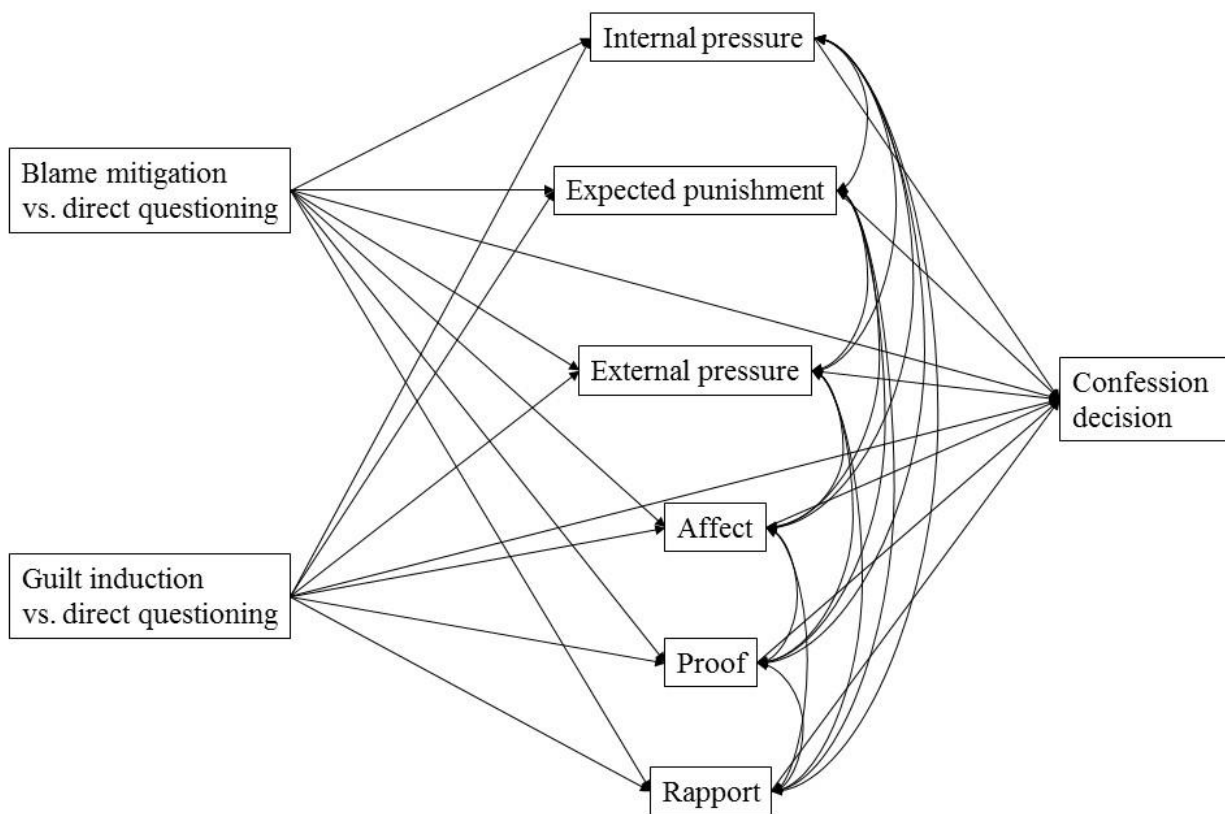 Internal pressure
Blame mitigation
vs. direct questioning
Expected punishment
External pressure
Confession
decision
Affect
Guilt induction
vs. direct questioning
Proof
Rapport